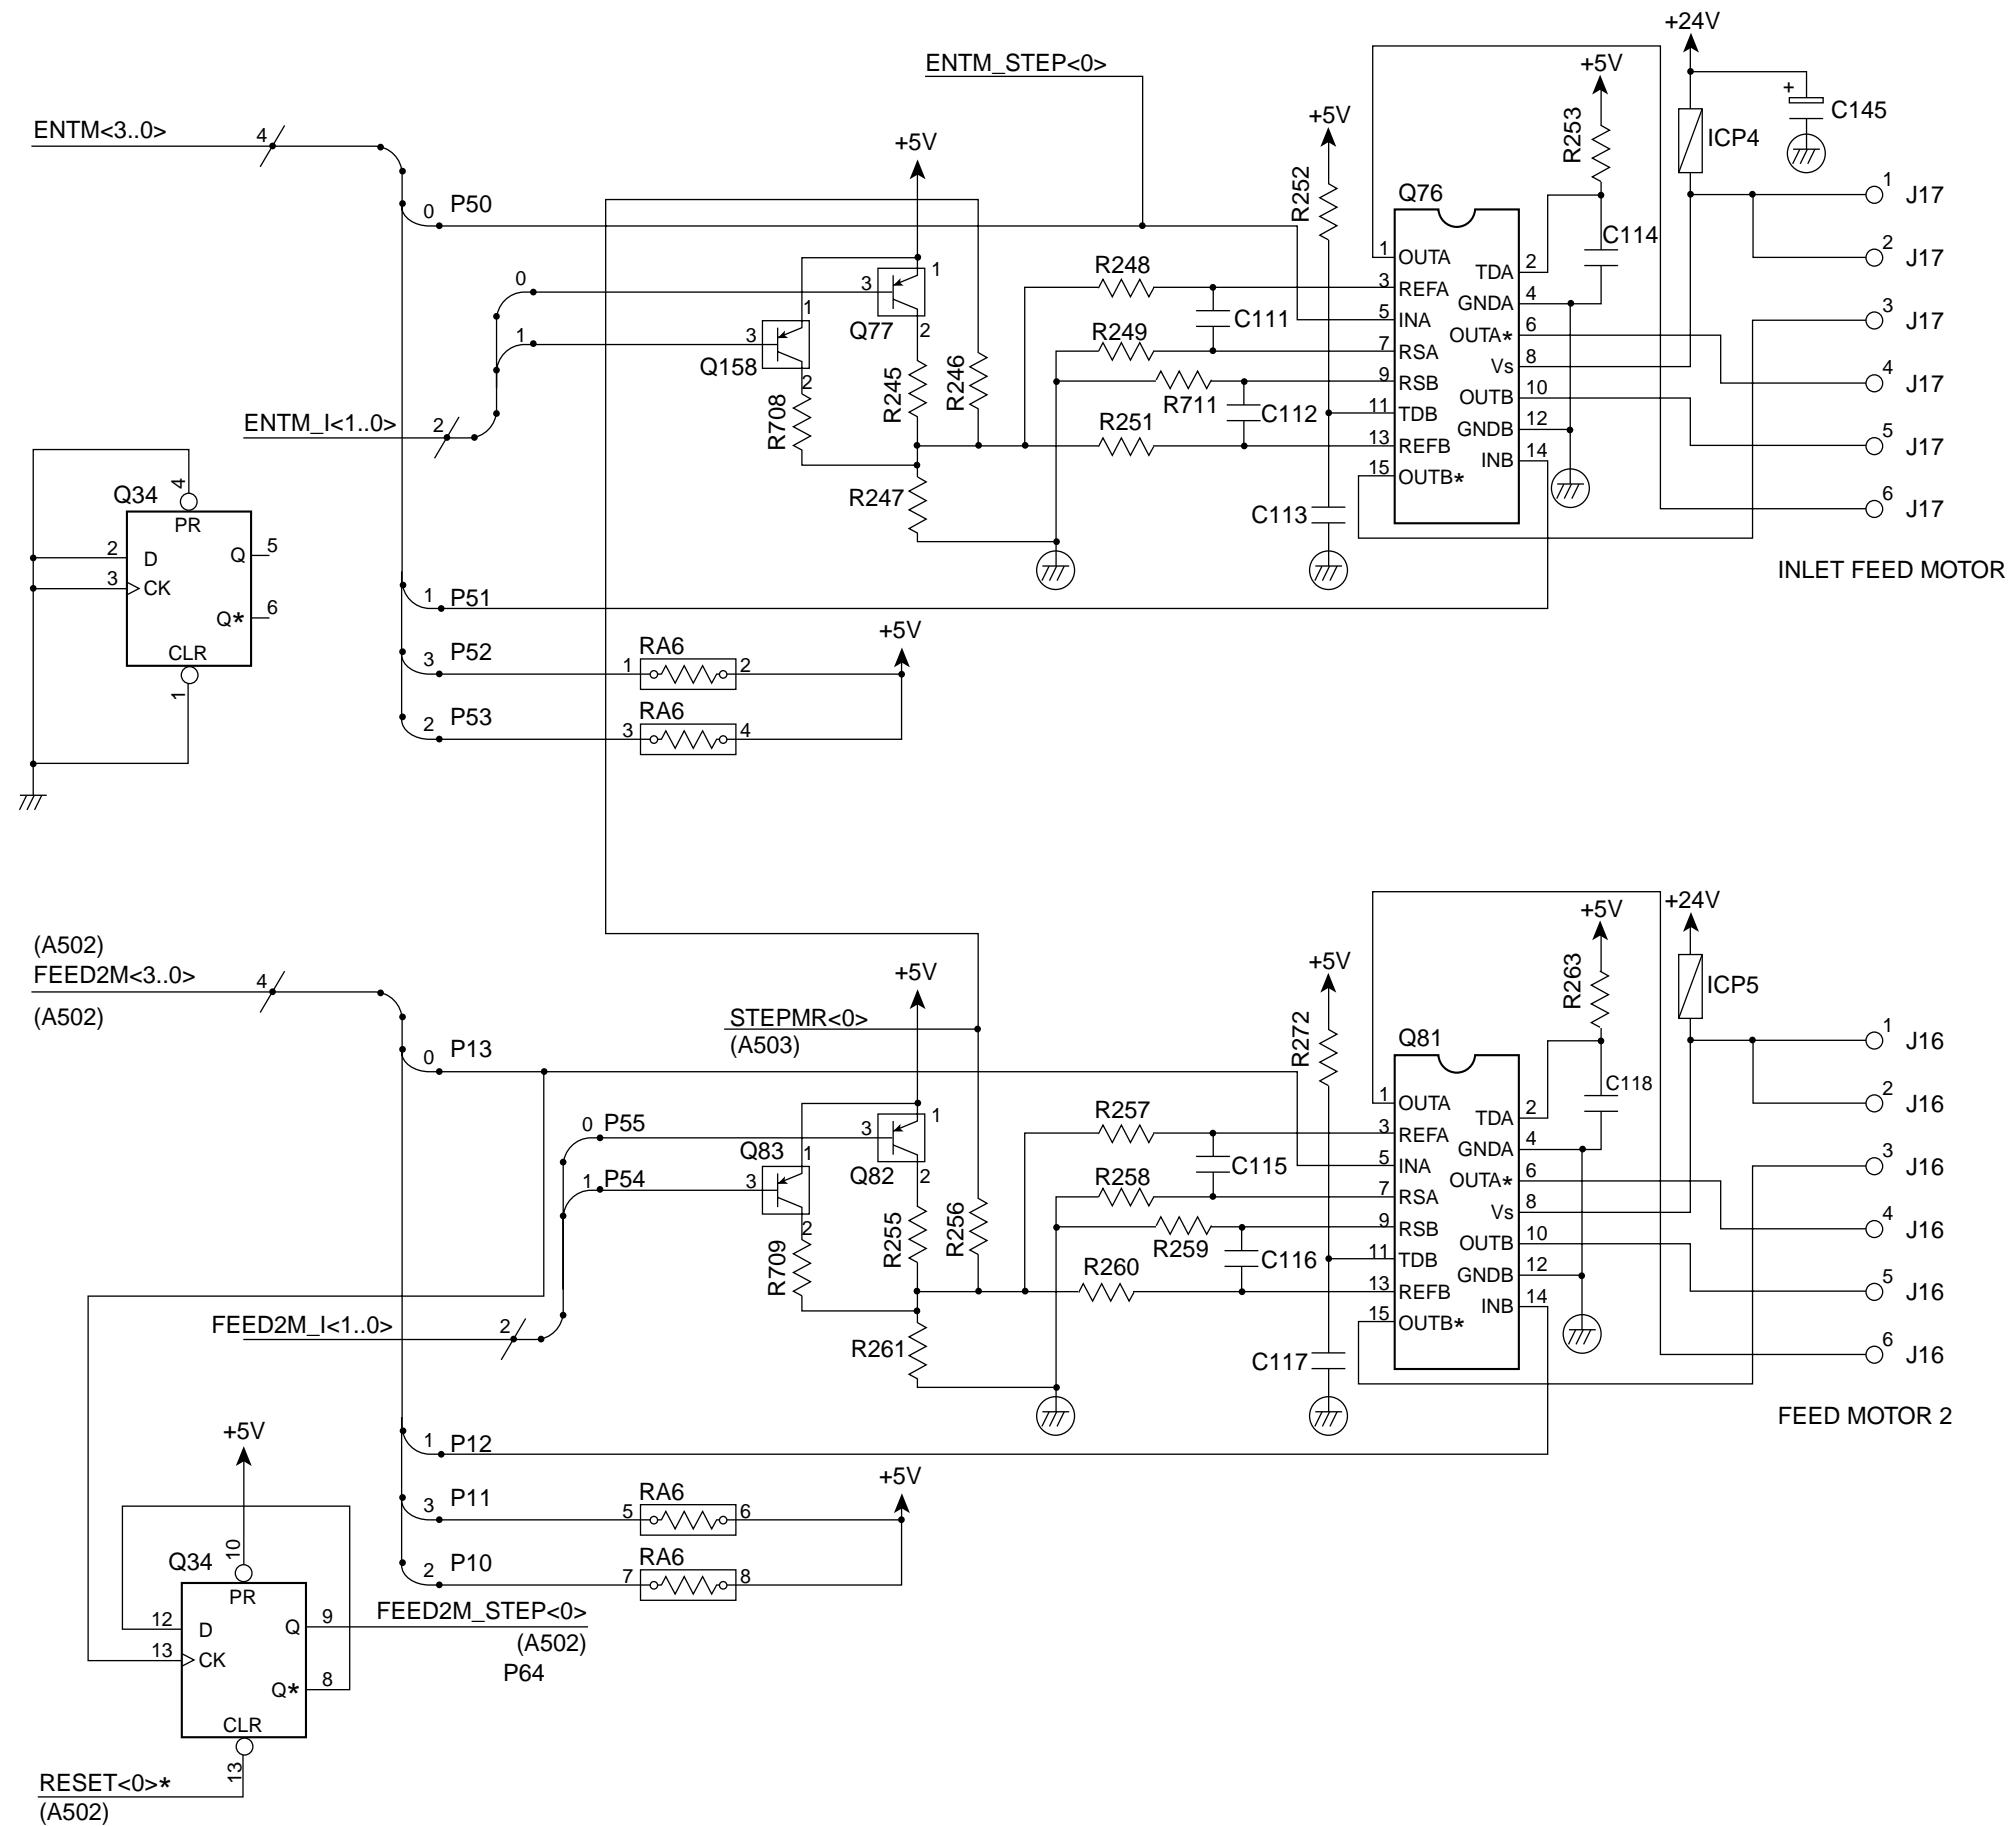 +24V
ENTM_STEP<0>
+5V
+
C145
ENTM<3..0>
4
+5V
+5V
R253
ICP4
R252
Q76
1 J17
0 P50
C114
1 OUTA
TDA 2
2 J17
R248
3 REFA
GNDA 4
0
3
1
Q77
2
C111
5 INA
OUTA* 6
3 J17
1
1
3
Q158
2
R249
7 RSA
Vs 8
R245
R246
R711
9 RSB
OUTB 10
4 J17
R708
C112
11 TDB
GNDB 12
ENTM_I<1..0>
2
R251
13 REFB
INB 14
5 J17
15 OUTB*
4
Q34
PR
R247
C113
6 J17
2 D
Q 5
3 CK
INLET FEED MOTOR
1 P51
Q* 6
CLR
1
+5V
3 P52
RA6
1 2
2 P53
RA6
3 4
+24V
+5V
(A502)
FEED2M<3..0>
4
(A502)
+5V
+5V
R263
ICP5
STEPMR<0>
(A503)
R272
Q81
1 J16
0 P13
C118
1 OUTA
TDA 2
2 J16
0 P55
3
1
Q82
2
R257
3 REFA
GNDA 4
Q83
1
C115
5 INA
OUTA* 6
3 J16
1 P54
3
2
R258
7 RSA
Vs 8
R255
R256
R259
9 RSB
OUTB 10
4 J16
R709
C116
11 TDB
GNDB 12
R260
13 REFB
INB 14
5 J16
FEED2M_I<1..0>
2
15 OUTB*
R261
C117
6 J16
FEED MOTOR 2
+5V
1 P12
+5V
3 P11
RA6
5 6
10
Q34
PR
2 P10
RA6
7 8
12 D
Q 9
FEED2M_STEP<0>
(A502)
13 CK
P64
Q* 8
CLR
13
RESET<0>*
(A502)